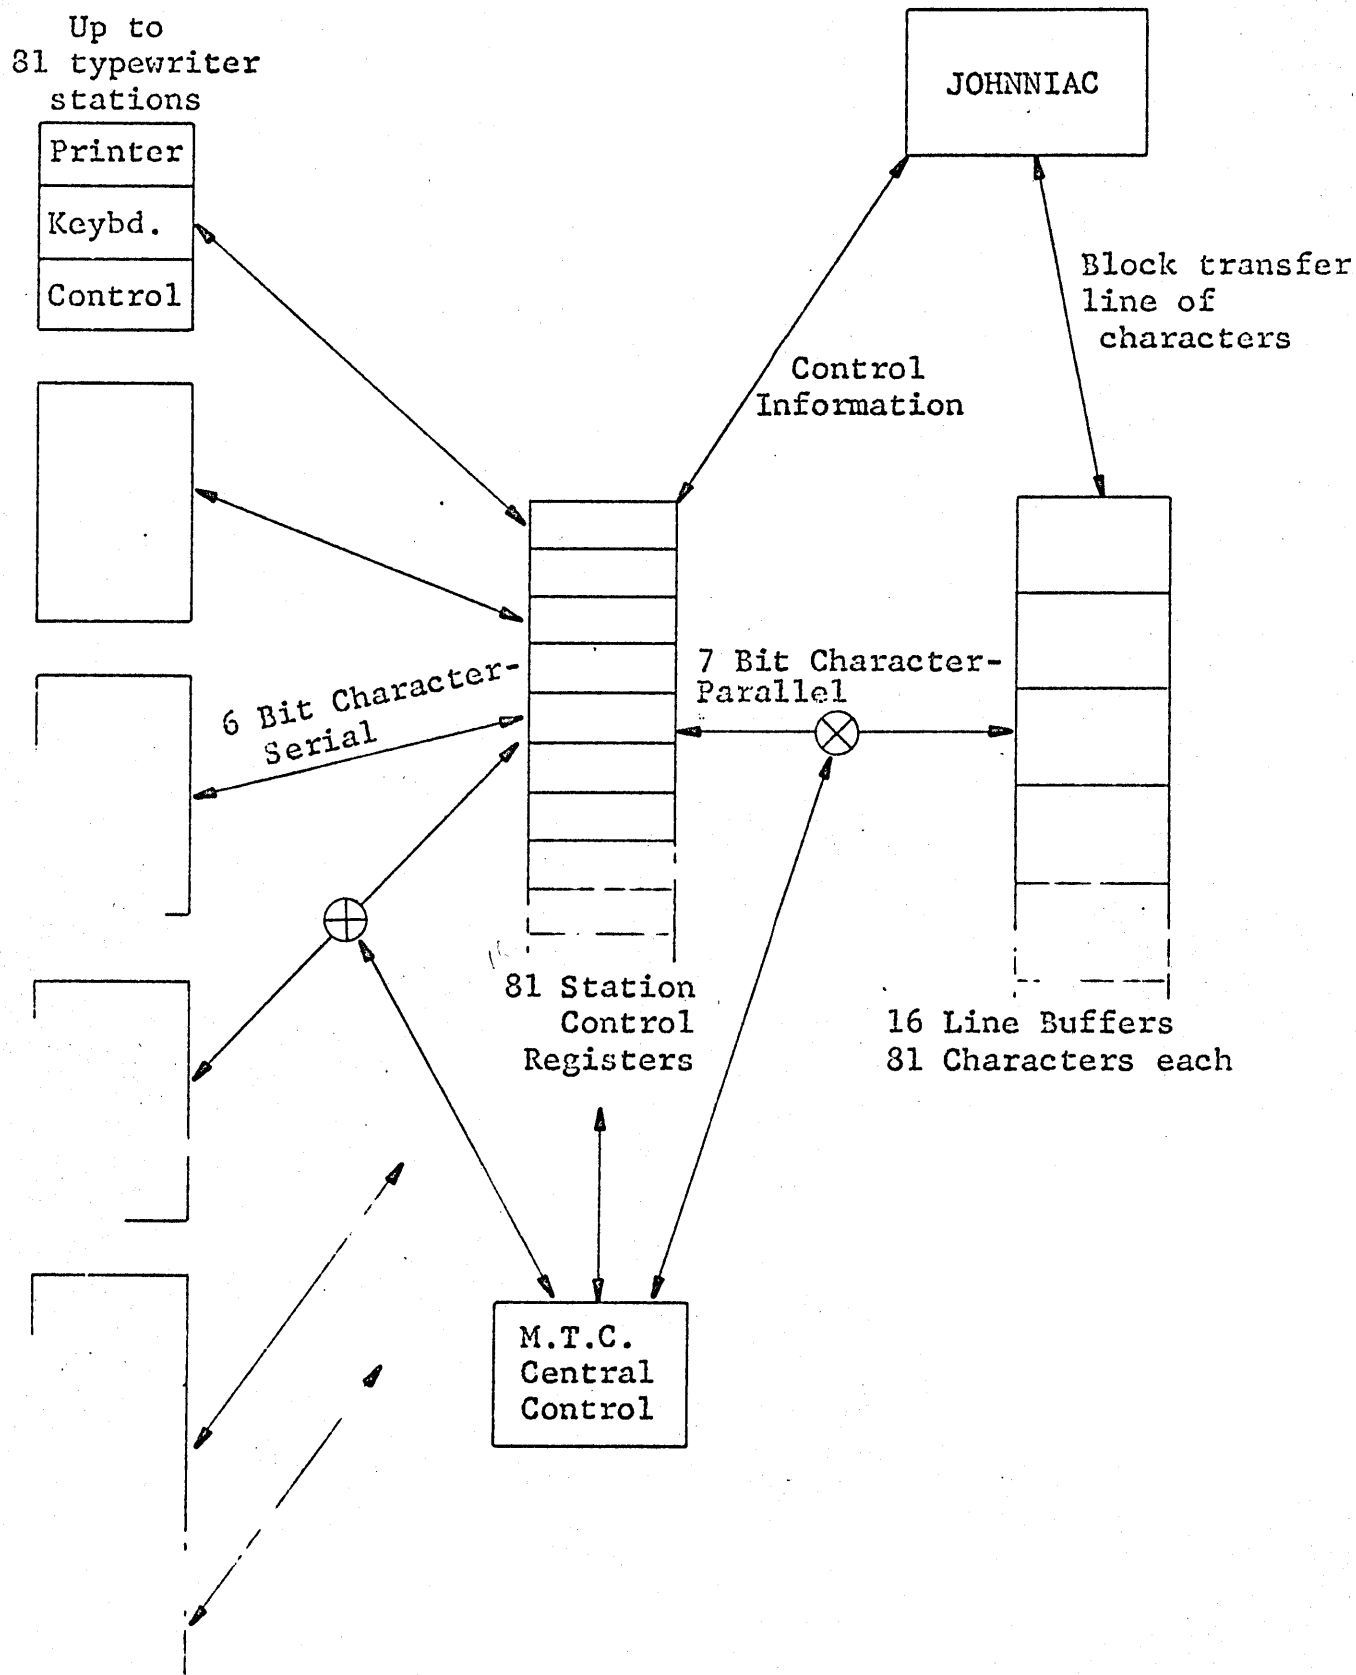 Up to
81 typewriter
stations
Printer
Keybd.
Control
JOHNNIAC
Block transfer
line of
characters
Control
Information
6 Bit Character-
Serial
7 Bit Character-
Parallel
81 Station
Control
Registers
16 Line Buffers
81 Characters each
M.T.C.
Central
Control